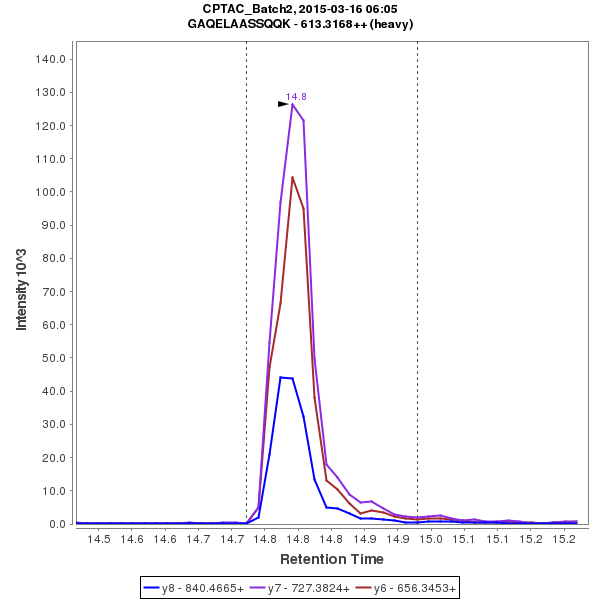 CPTAC_Batch2, 2015-03-16 06:05
GAQELAASSQQK - 613.3168++ (heavy)
140.0
130.0
120.0
110.0
100.0
90.0
80.0
70.0
60.0
50.0
40.0
30.0
20.0
10.0
0.0
Intensity 10^3
14.8
14.5 14.6 14.6 14.7 14.7 14.8 14.8 14.8 14.9 14.9 15.0 15.1 15.1 15.2 15.2
Retention Time
y8 - 840.4665+ y7 - 727.3824+ y6 - 656.3453+